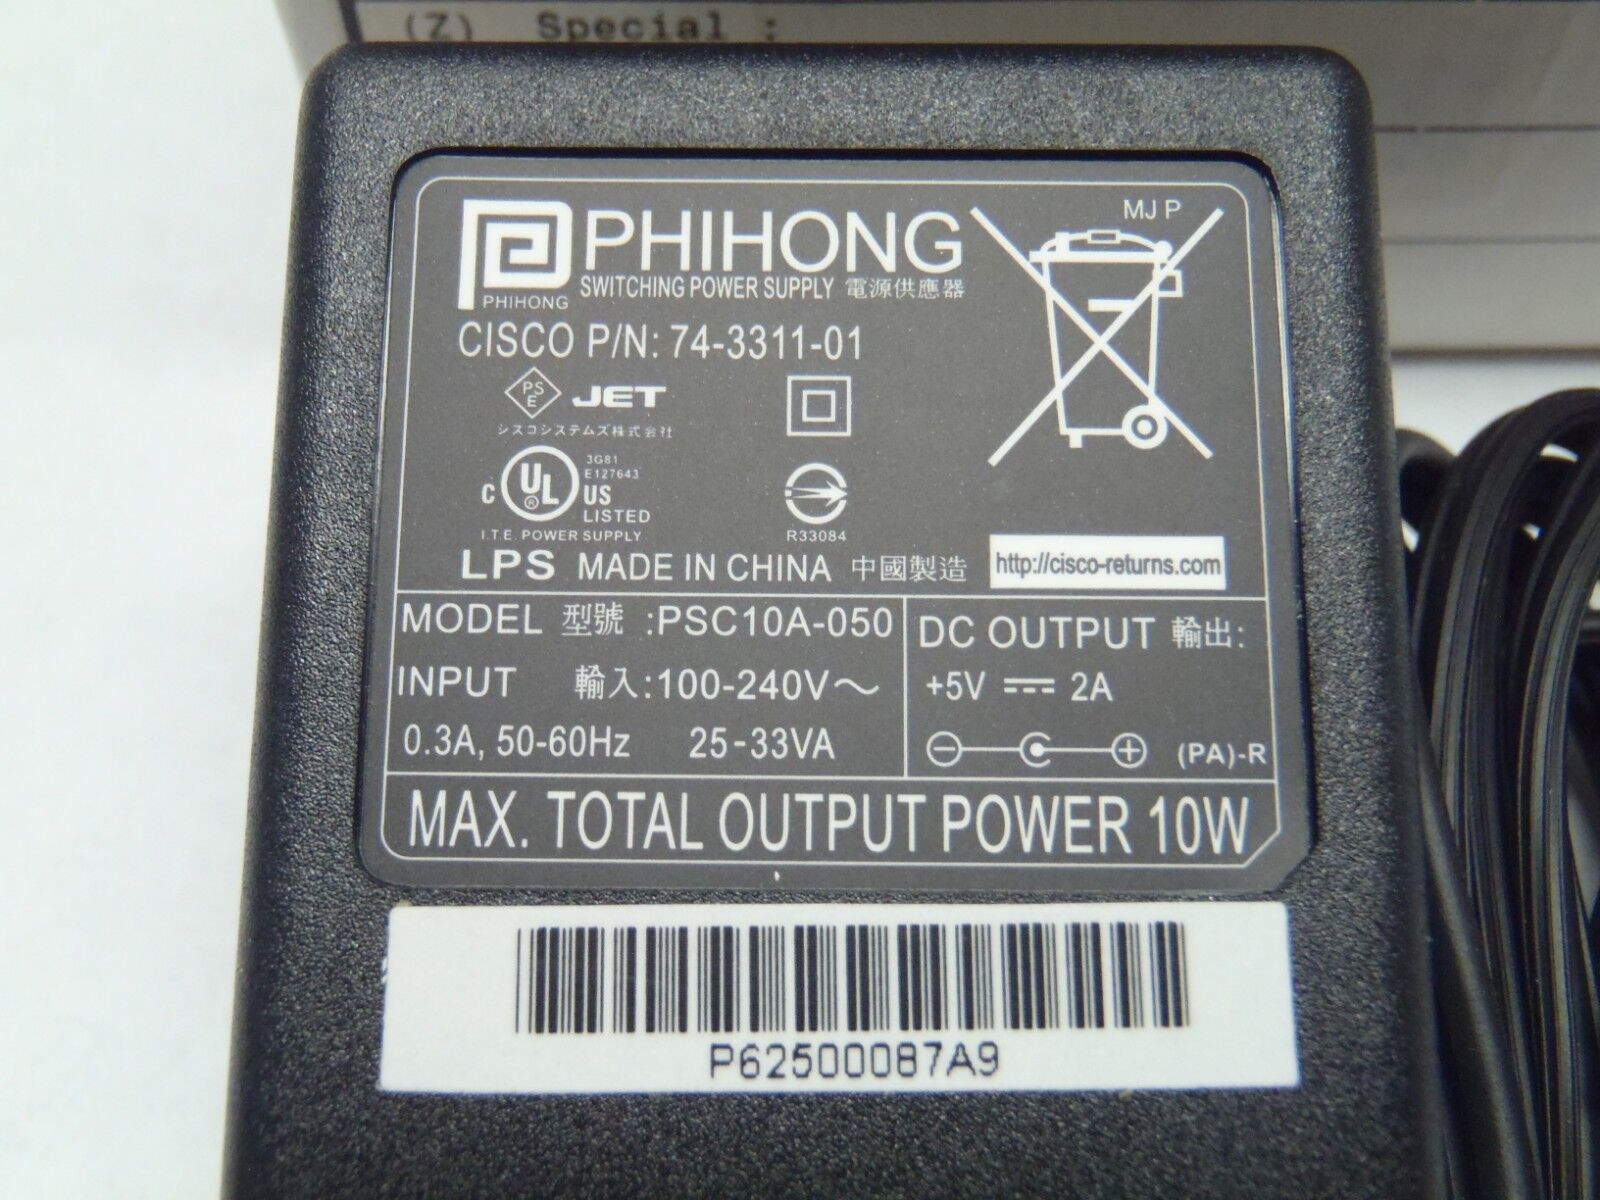 (Z) Special :
PHIHONG
PHIHONG
MJ P
SWITCHING POWER SUPPLY 電源供應器
CISCO P/N: 74-3311-01
PS
E
JET
シスコシステムズ株式会社
3G81
E127643
C UL US
®
LISTED
I.T.E. POWER SUPPLY
R33084
LPS MADE IN CHINA 中國製造
http://cisco-returns.com
MODEL 型號 :PSC10A-050
INPUT 輸入:100-240V～
0.3A, 50-60Hz 25-33VA
DC OUTPUT 輸出:
+5V ⎓ 2A
(PA)-R
MAX. TOTAL OUTPUT POWER 10W
P62500087A9